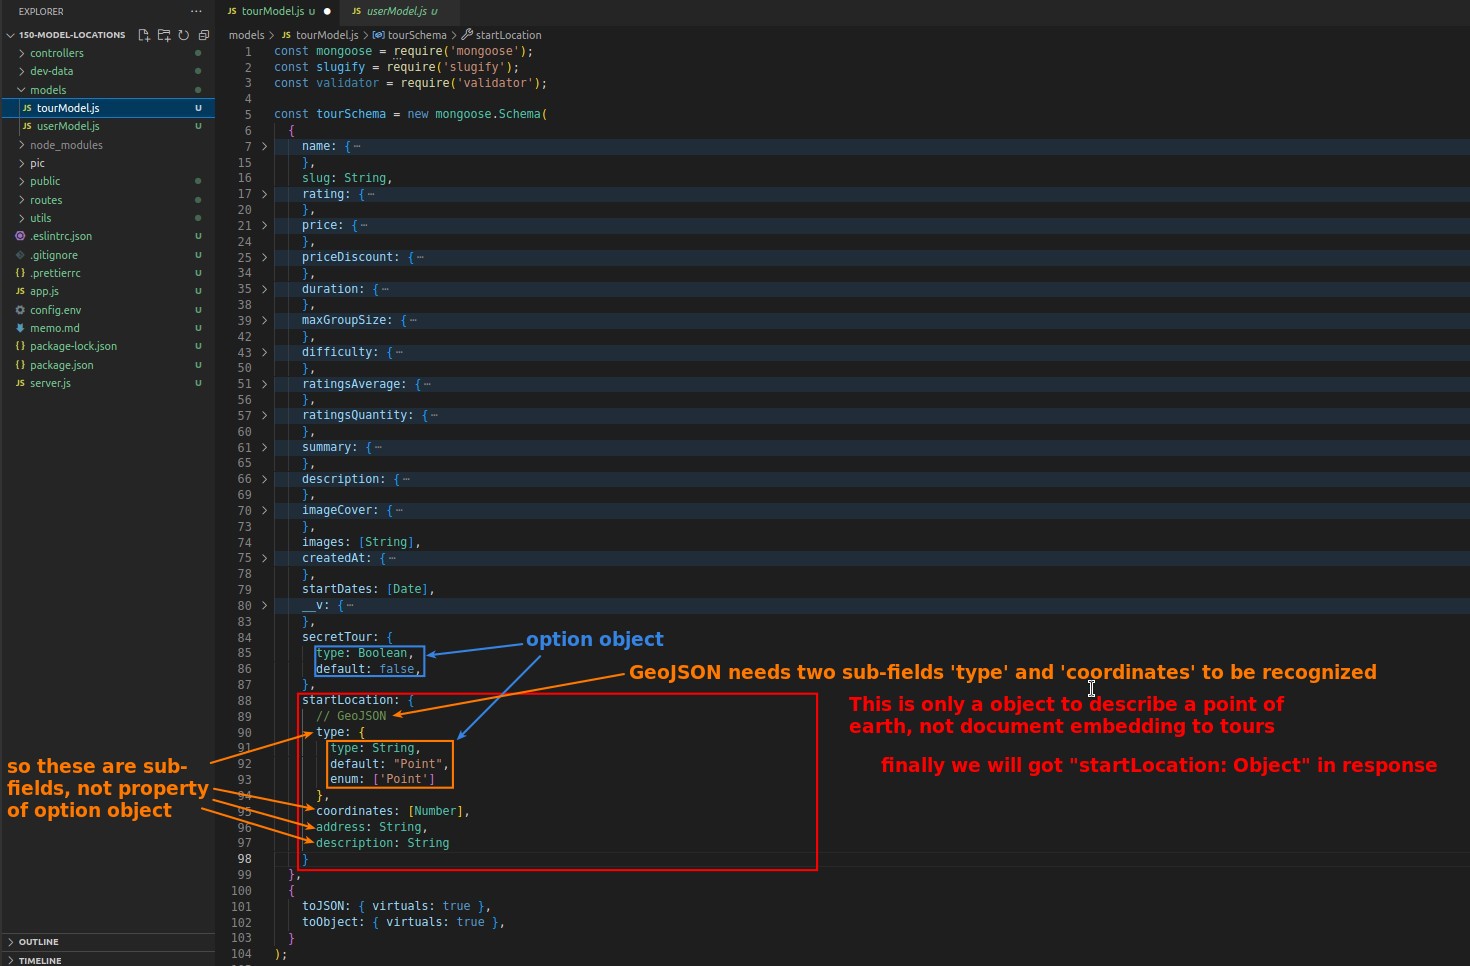 EXPLORER ...
150-MODEL-LOCATIONS
controllers
dev-data
models
JS tourModel.js U
JS userModel.js U
node_modules
pic
public
routes
utils
.eslintrc.json U
.gitignore U
{} .prettierrc U
JS app.js U
config.env U
memo.md U
{} package-lock.json U
{} package.json U
JS server.js U
OUTLINE
TIMELINE
JS tourModel.js U ● JS userModel.js U
models > JS tourModel.js > tourSchema > startLocation
1 const mongoose = require('mongoose');
2 const slugify = require('slugify');
3 const validator = require('validator');
4
5 const tourSchema = new mongoose.Schema(
6 {
7 name: {…
15 },
16 slug: String,
17 rating: {…
20 },
21 price: {…
24 },
25 priceDiscount: {…
34 },
35 duration: {…
38 },
39 maxGroupSize: {…
42 },
43 difficulty: {…
50 },
51 ratingsAverage: {…
56 },
57 ratingsQuantity: {…
60 },
61 summary: {…
65 },
66 description: {…
69 },
70 imageCover: {…
73 },
74 images: [String],
75 createdAt: {…
78 },
79 startDates: [Date],
80 __v: {…
83 },
84 secretTour: {
85 type: Boolean,
86 default: false,
87 },
88 startLocation: {
89 // GeoJSON
90 type: {
91 type: String,
92 default: "Point",
93 enum: ['Point']
94 },
95 coordinates: [Number],
96 address: String,
97 description: String
98 }
99 },
100 {
101 toJSON: { virtuals: true },
102 toObject: { virtuals: true },
103 }
104 );
option object
GeoJSON needs two sub-fields 'type' and 'coordinates' to be recognized
This is only a object to describe a point of
earth, not document embedding to tours
finally we will got "startLocation: Object" in response
so these are sub-
fields, not property
of option object